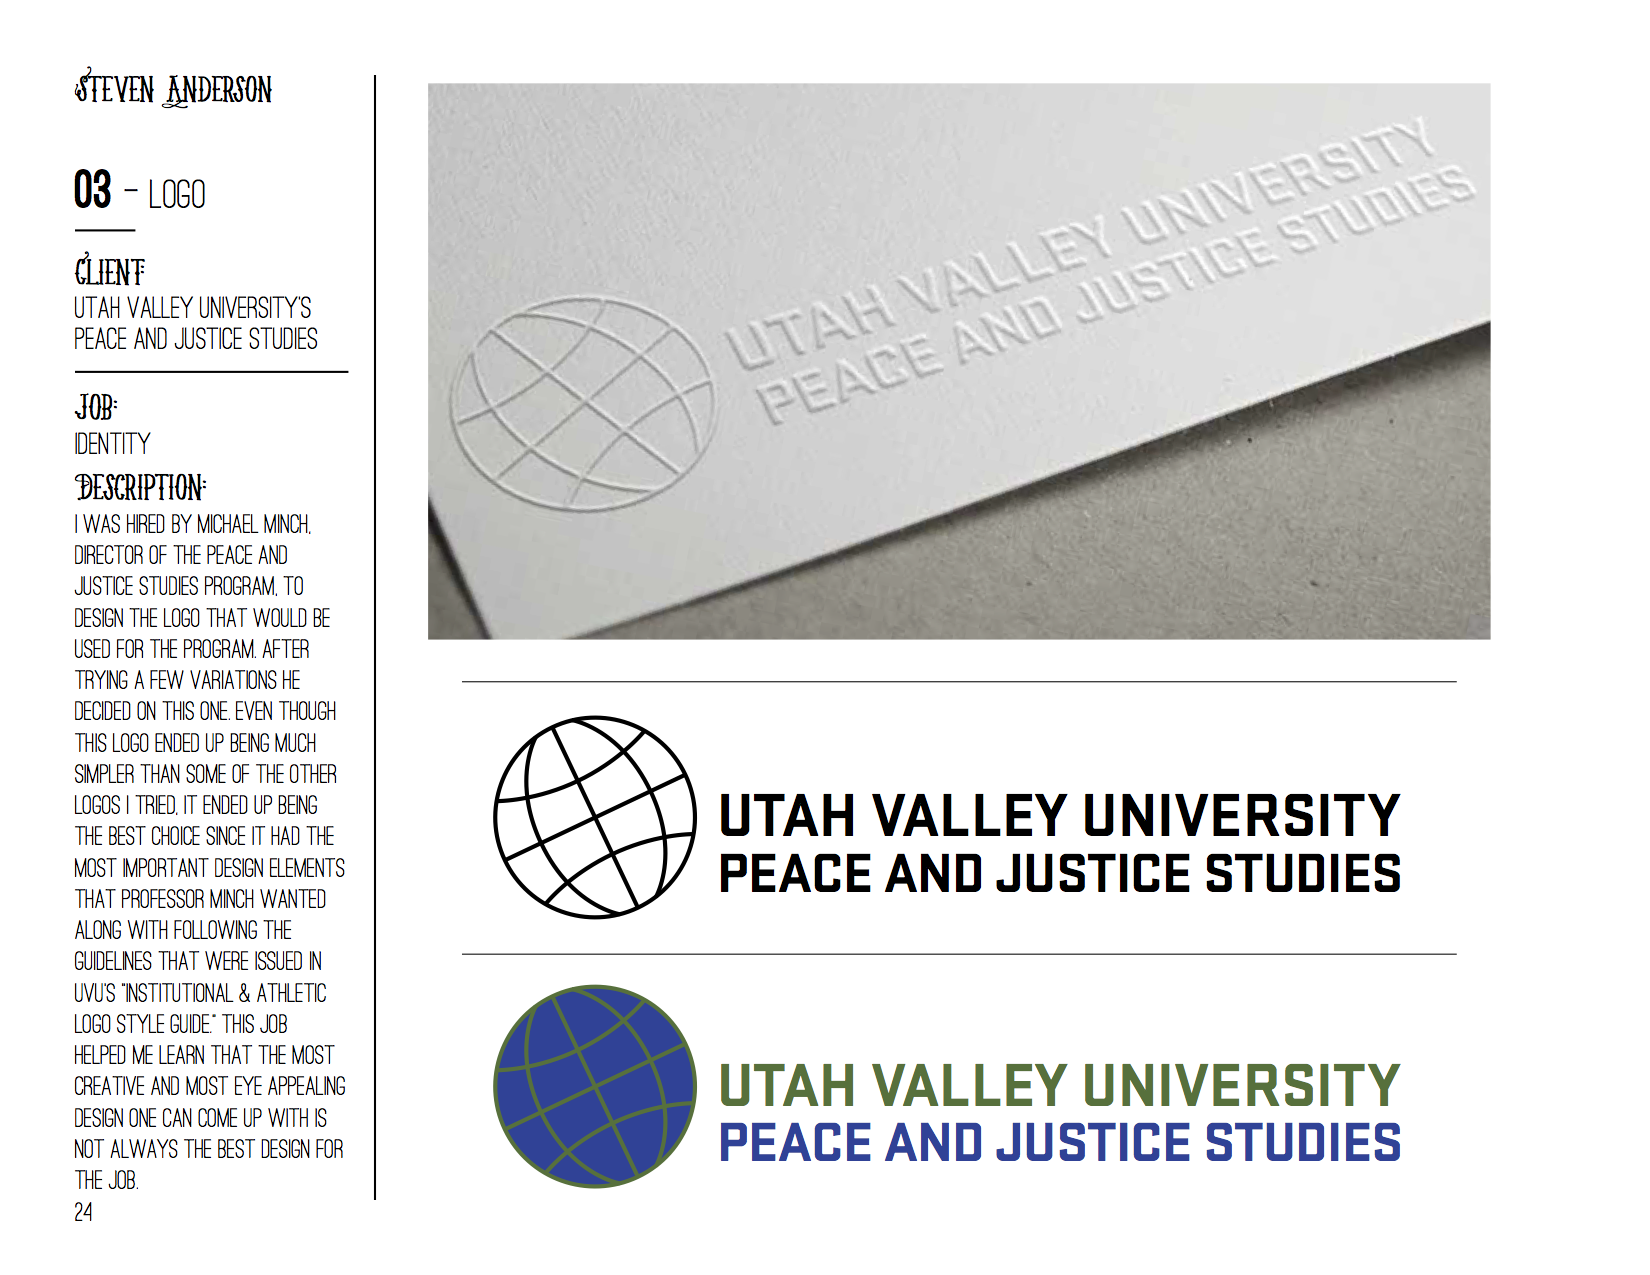 STEVEN ANDERSON
03 – LOGO
CLIENT:
UTAH VALLEY UNIVERSITY'S
PEACE AND JUSTICE STUDIES
JOB:
IDENTITY
DESCRIPTION:
I WAS HIRED BY MICHAEL MINCH,
DIRECTOR OF THE PEACE AND
JUSTICE STUDIES PROGRAM, TO
DESIGN THE LOGO THAT WOULD BE
USED FOR THE PROGRAM. AFTER
TRYING A FEW VARIATIONS HE
DECIDED ON THIS ONE. EVEN THOUGH
THIS LOGO ENDED UP BEING MUCH
SIMPLER THAN SOME OF THE OTHER
LOGOS I TRIED, IT ENDED UP BEING
THE BEST CHOICE SINCE IT HAD THE
MOST IMPORTANT DESIGN ELEMENTS
THAT PROFESSOR MINCH WANTED
ALONG WITH FOLLOWING THE
GUIDELINES THAT WERE ISSUED IN
UVU'S "INSTITUTIONAL & ATHLETIC
LOGO STYLE GUIDE." THIS JOB
HELPED ME LEARN THAT THE MOST
CREATIVE AND MOST EYE APPEALING
DESIGN ONE CAN COME UP WITH IS
NOT ALWAYS THE BEST DESIGN FOR
THE JOB.
24
UTAH VALLEY UNIVERSITY
PEACE AND JUSTICE STUDIES
UTAH VALLEY UNIVERSITY
PEACE AND JUSTICE STUDIES
UTAH VALLEY UNIVERSITY
PEACE AND JUSTICE STUDIES